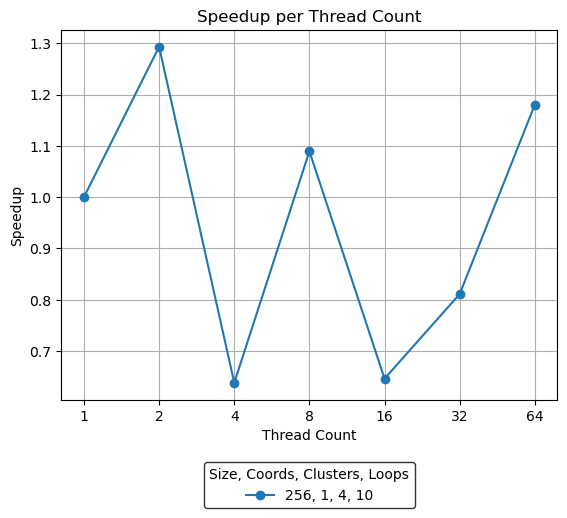 Speedup per Thread Count
1.3
1.2
1.1
1.0
0.9
0.8
0.7
Speedup
1 2 4 8 16 32 64
Thread Count
Size, Coords, Clusters, Loops
256, 1, 4, 10